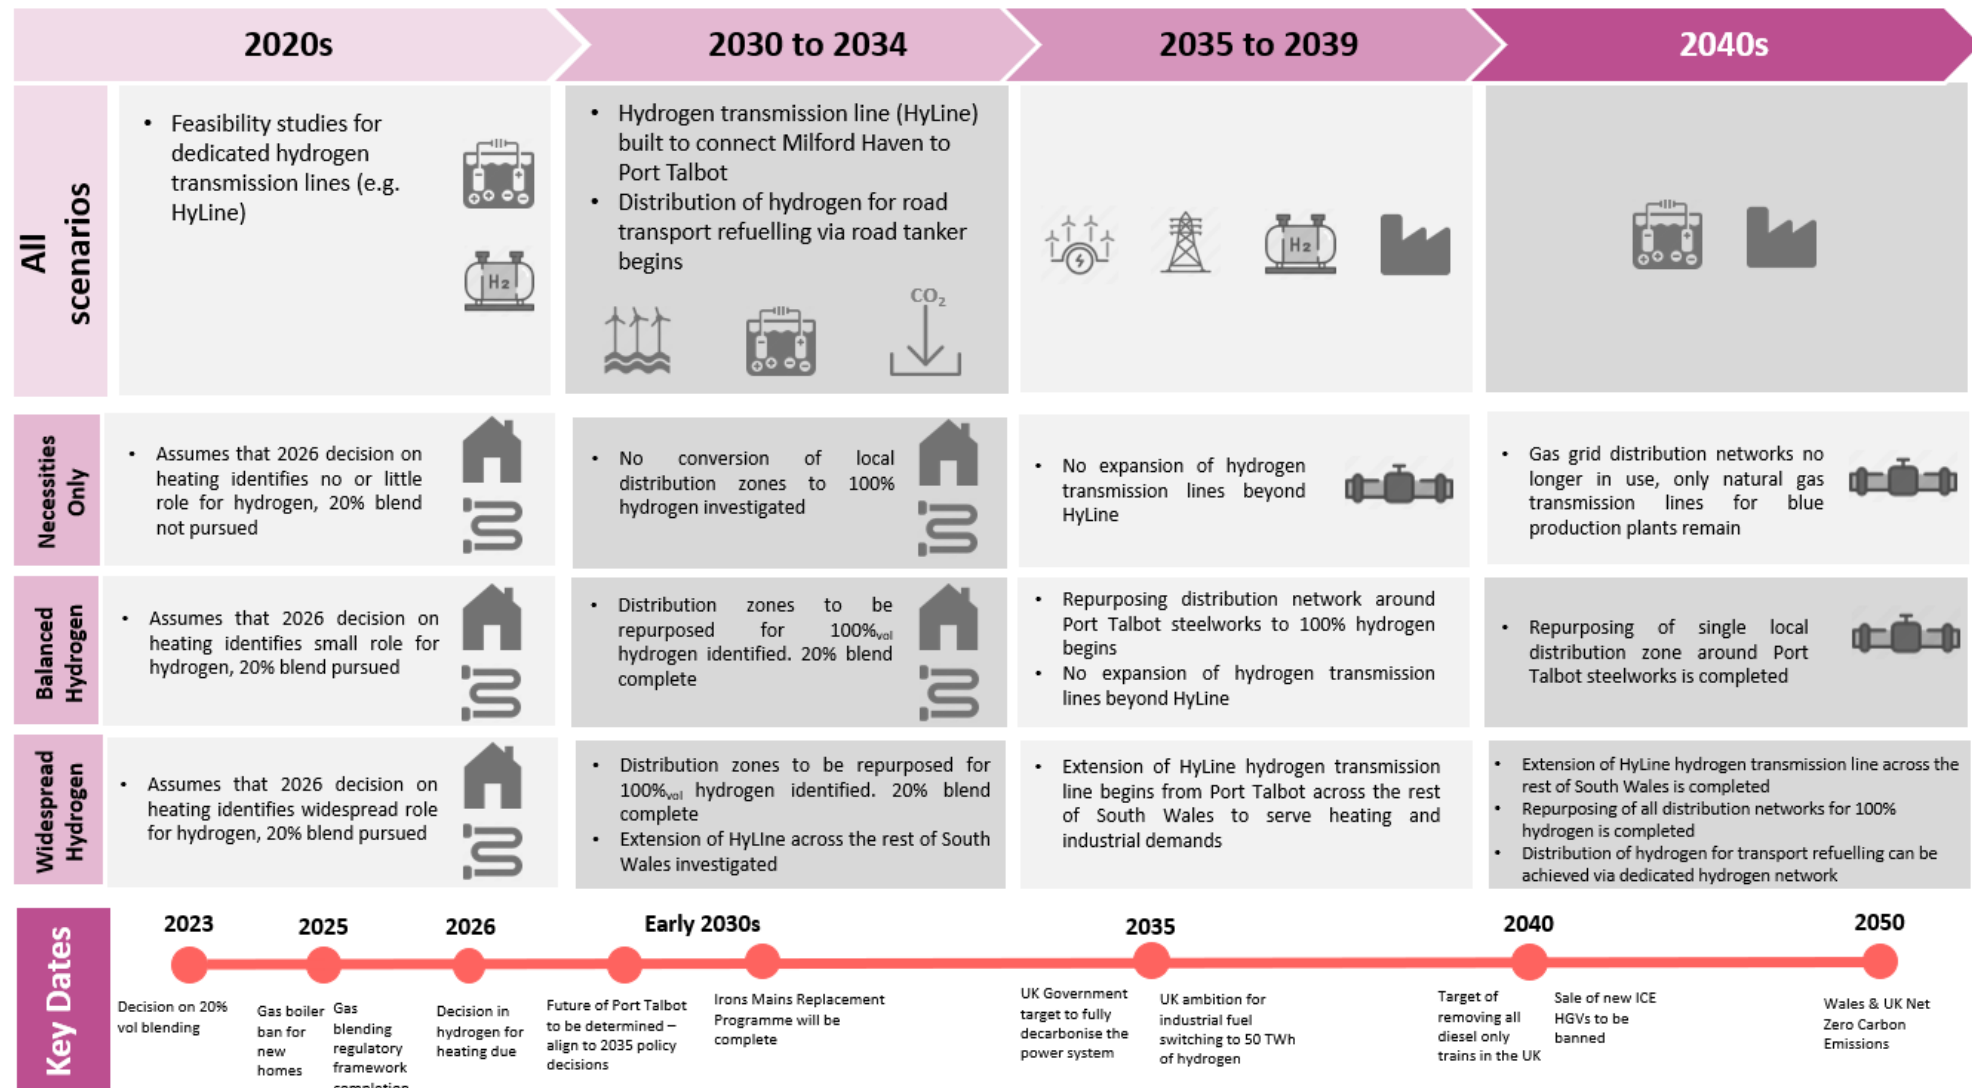 2020s
2030 to 2034
2035 to 2039
2040s
All
scenarios
• Feasibility studies for
dedicated hydrogen
transmission lines (e.g.
HyLine)
H₂
• Hydrogen transmission line (HyLine)
built to connect Milford Haven to
Port Talbot
• Distribution of hydrogen for road
transport refuelling via road tanker
begins
CO₂
H₂
Necessities
Only
• Assumes that 2026 decision on
heating identifies no or little
role for hydrogen, 20% blend
not pursued
• No conversion of local
distribution zones to 100%
hydrogen investigated
• No expansion of hydrogen
transmission lines beyond
HyLine
• Gas grid distribution networks no
longer in use, only natural gas
transmission lines for blue
production plants remain
Balanced
Hydrogen
• Assumes that 2026 decision on
heating identifies small role for
hydrogen, 20% blend pursued
• Distribution zones to be
repurposed for 100%vol
hydrogen identified. 20% blend
complete
• Repurposing distribution network around
Port Talbot steelworks to 100% hydrogen
begins
• No expansion of hydrogen transmission
lines beyond HyLine
• Repurposing of single local
distribution zone around Port
Talbot steelworks is completed
Widespread
Hydrogen
• Assumes that 2026 decision on
heating identifies widespread role
for hydrogen, 20% blend pursued
• Distribution zones to be repurposed for
100%vol hydrogen identified. 20% blend
complete
• Extension of HyLIne across the rest of South
Wales investigated
• Extension of HyLine hydrogen transmission
line begins from Port Talbot across the rest
of South Wales to serve heating and
industrial demands
• Extension of HyLine hydrogen transmission line across the
rest of South Wales is completed
• Repurposing of all distribution networks for 100%
hydrogen is completed
• Distribution of hydrogen for transport refuelling can be
achieved via dedicated hydrogen network
Key Dates
2023
Decision on 20%
vol blending
2025
Gas boiler
ban for
new
homes
Gas
blending
regulatory
framework
completion
2026
Decision in
hydrogen for
heating due
Early 2030s
Future of Port Talbot
to be determined –
align to 2035 policy
decisions
Irons Mains Replacement
Programme will be
complete
2035
UK Government
target to fully
decarbonise the
power system
UK ambition for
industrial fuel
switching to 50 TWh
of hydrogen
2040
Target of
removing all
diesel only
trains in the UK
Sale of new ICE
HGVs to be
banned
2050
Wales & UK Net
Zero Carbon
Emissions